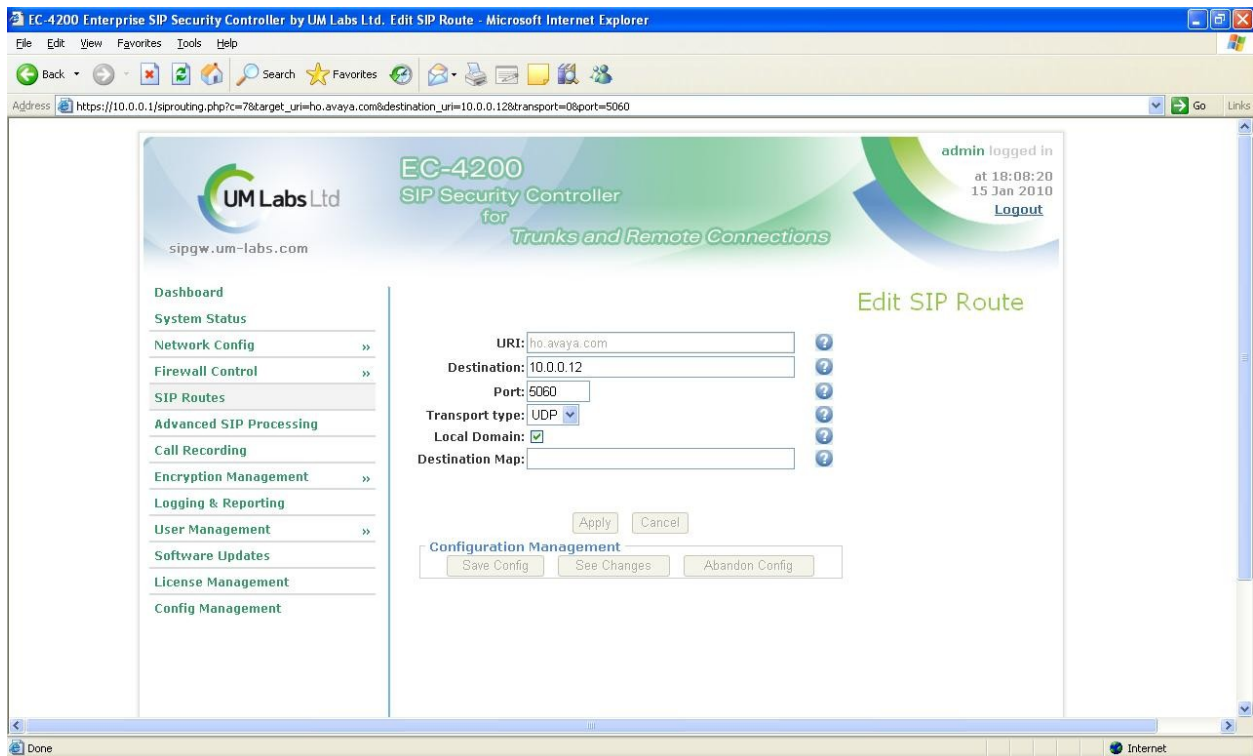 EC-4200 Enterprise SIP Security Controller by UM Labs Ltd. Edit SIP Route - Microsoft Internet Explorer
File Edit View Favorites Tools Help
Back Search Favorites
Address https://10.0.0.1/siprouting.php?c=7&target_uri=ho.avaya.com&destination_uri=10.0.0.12&transport=0&port=5060 Go Links
UM Labs Ltd
sipgw.um-labs.com
EC-4200
SIP Security Controller
for
Trunks and Remote Connections
admin logged in
at 18:08:20
15 Jan 2010
Logout
Dashboard
System Status
Network Config »
Firewall Control »
SIP Routes
Advanced SIP Processing
Call Recording
Encryption Management »
Logging & Reporting
User Management »
Software Updates
License Management
Config Management
Edit SIP Route
URI: ho.avaya.com ?
Destination: 10.0.0.12 ?
Port: 5060 ?
Transport type: UDP ?
Local Domain: ?
Destination Map: ?
Apply Cancel
Configuration Management
Save Config See Changes Abandon Config
Done Internet